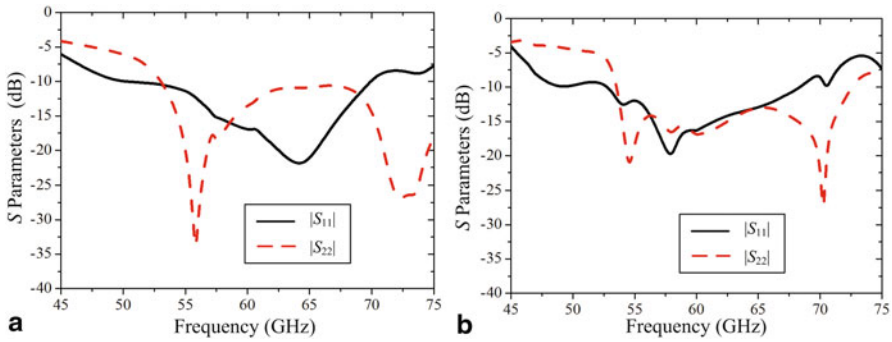 0
-5
-10
-15
-20
-25
-30
-35
-40
S Parameters (dB)
|S₁₁|
|S₂₂|
45 50 55 60 65 70 75
Frequency (GHz)
a
0
-5
-10
-15
-20
-25
-30
-35
-40
S Parameters (dB)
|S₁₁|
|S₂₂|
45 50 55 60 65 70 75
Frequency (GHz)
b